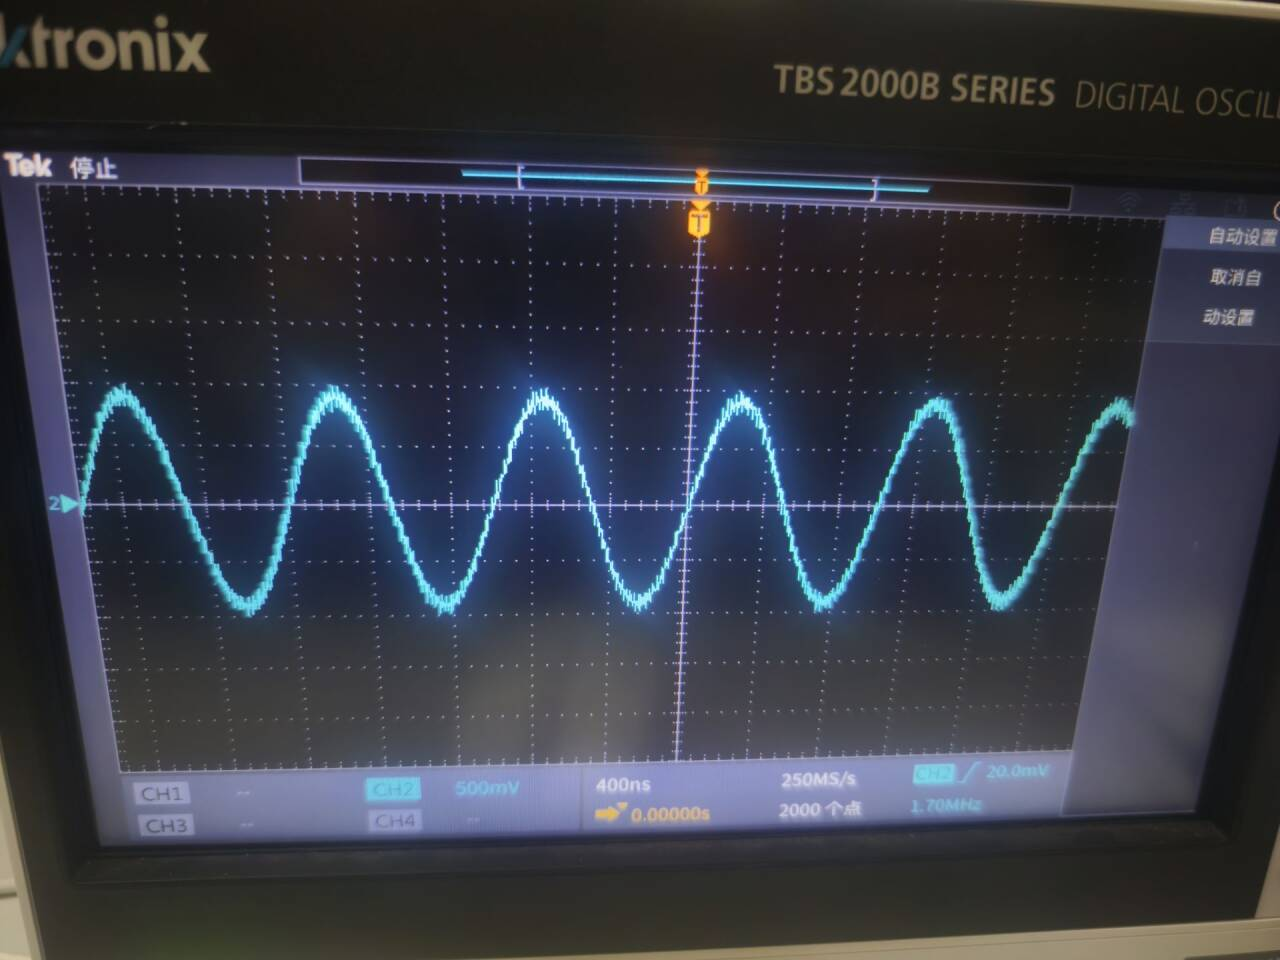 ktronix
TBS 2000B SERIES DIGITAL OSCIL
Tek 停止
T
T
自动设置
取消自
动设置
2
CH1 -- CH2 500mV 400ns 250MS/s CH2 20.0mV
CH3 -- CH4 -- 0.00000s 2000 个点 1.70MHz